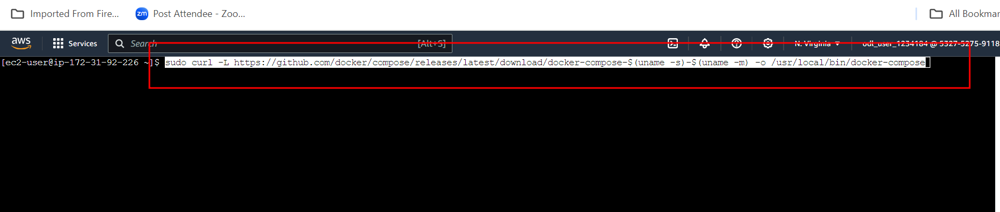 Imported From Fire...
zm Post Attendee - Zoo...
All Bookmar
aws Services Search [Alt+S] N. Virginia odl_user_1234184 @ 5327-5275-9118
[ec2-user@ip-172-31-92-226 ~]$ sudo curl -L https://github.com/docker/compose/releases/latest/download/docker-compose-$(uname -s)-$(uname -m) -o /usr/local/bin/docker-compose